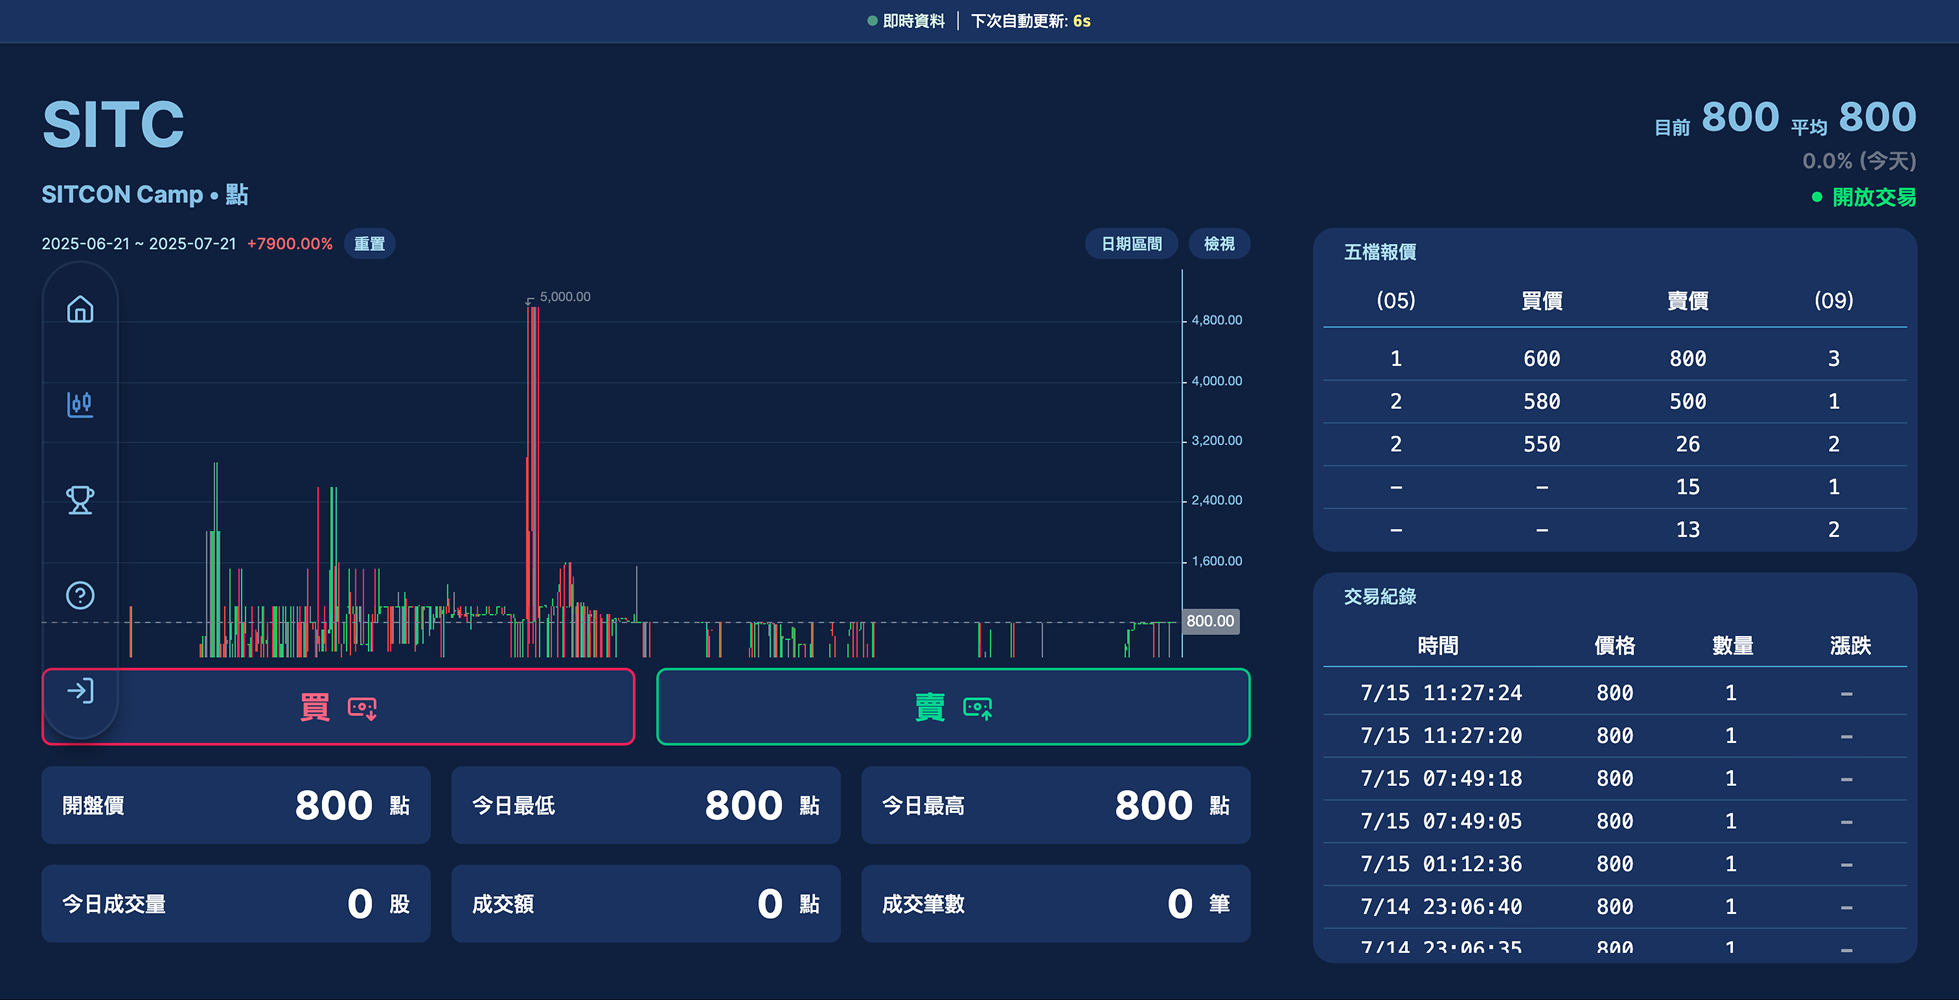 即時資料 | 下次自動更新: 6s
SITC
SITCON Camp • 點
目前 800 平均 800
0.0% (今天)
開放交易
2025-06-21 ~ 2025-07-21 +7900.00% 重置
日期區間 檢視
5,000.00
4,800.00
4,000.00
3,200.00
2,400.00
1,600.00
800.00
買
賣
開盤價 800 點
今日最低 800 點
今日最高 800 點
今日成交量 0 股
成交額 0 點
成交筆數 0 筆
五檔報價
(05) 買價 賣價 (09)
1 600 800 3
2 580 500 1
2 550 26 2
– – 15 1
– – 13 2
交易紀錄
時間 價格 數量 漲跌
7/15 11:27:24 800 1 –
7/15 11:27:20 800 1 –
7/15 07:49:18 800 1 –
7/15 07:49:05 800 1 –
7/15 01:12:36 800 1 –
7/14 23:06:40 800 1 –
7/14 23:06:35 800 1 –